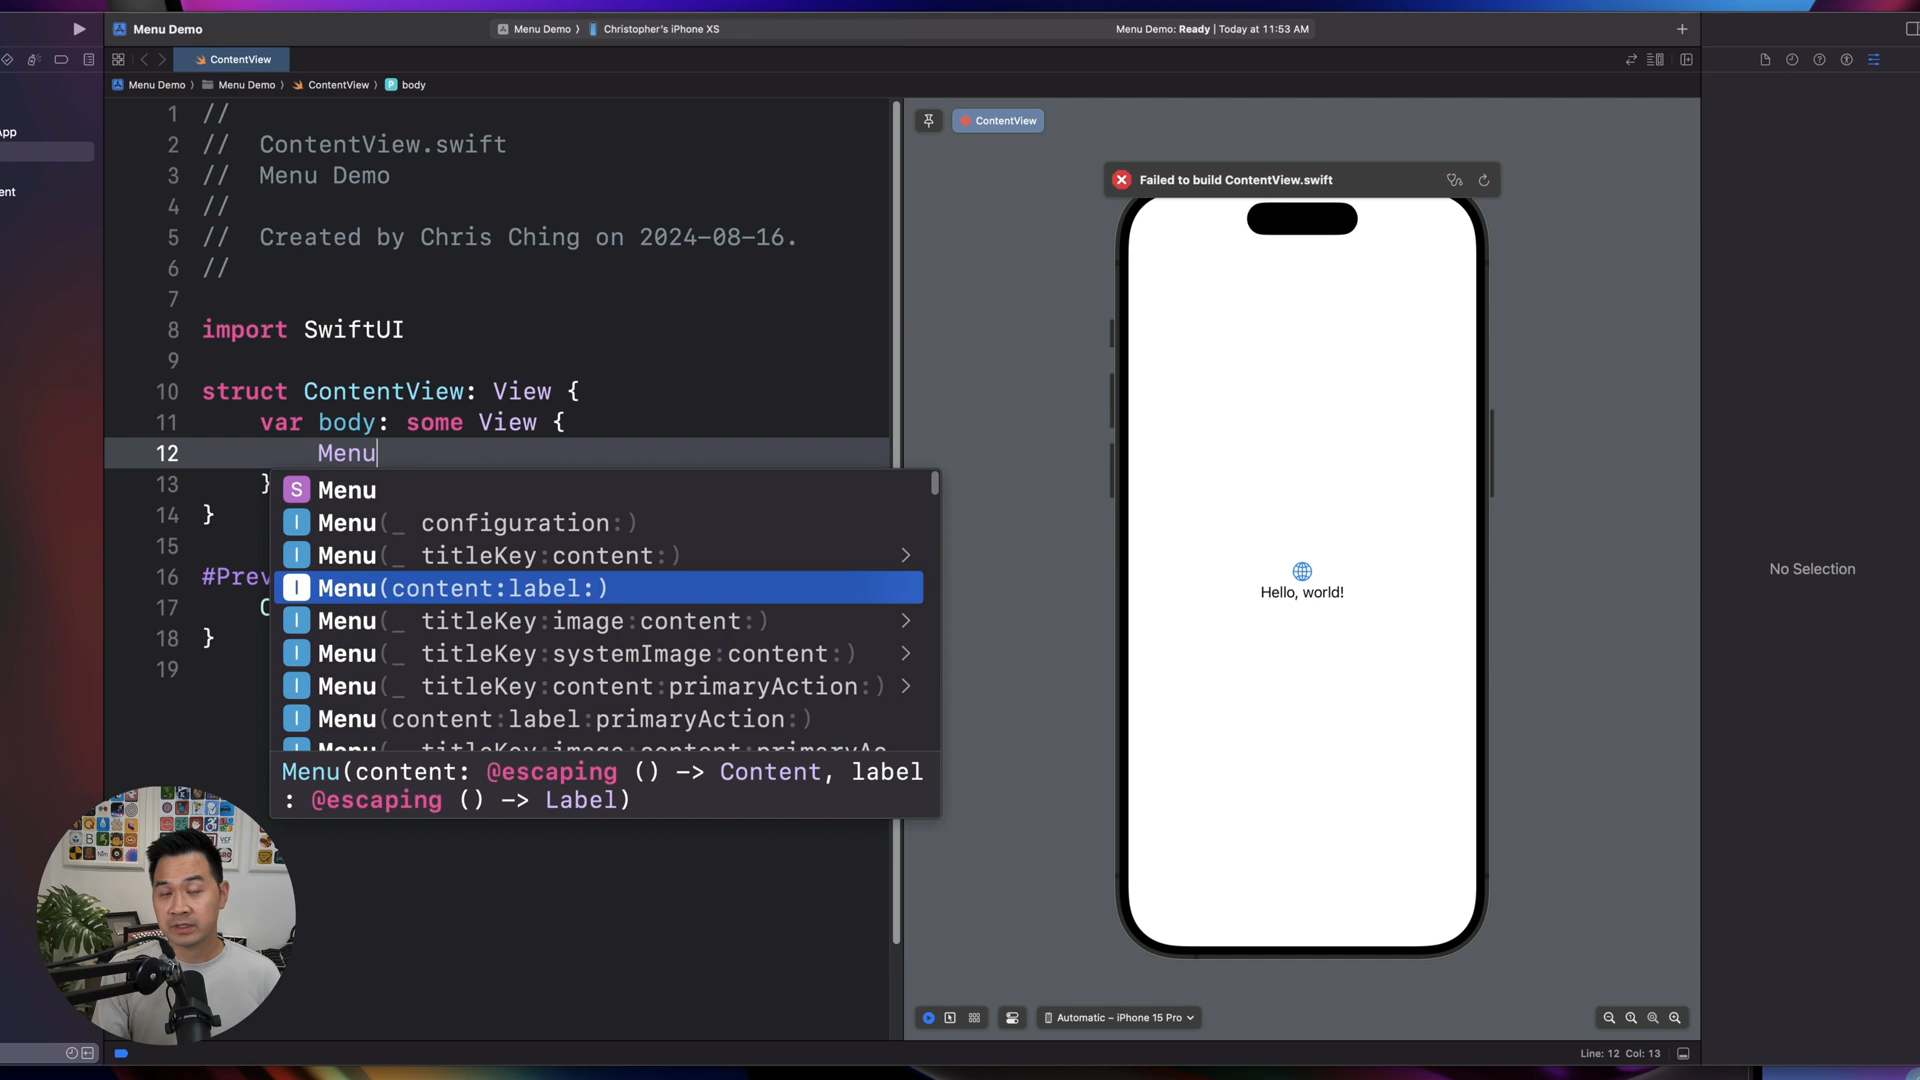 Menu Demo
Menu Demo
Christopher's iPhone XS
Menu Demo: Ready | Today at 11:53 AM
ContentView
Menu Demo
Menu Demo
ContentView
P body
1 //
2 //  ContentView.swift
3 //  Menu Demo
4 //
5 //  Created by Chris Ching on 2024-08-16.
6 //
7
8 import SwiftUI
9
10 struct ContentView: View {
11 var body: some View {
12 Menu
13 }
14 }
15
16 #Prev
17
18 }
19
S Menu
I Menu(_ configuration:)
I Menu(_ titleKey:content:)
I Menu(content:label:)
I Menu(_ titleKey:image:content:)
I Menu(_ titleKey:systemImage:content:)
I Menu(_ titleKey:content:primaryAction:)
I Menu(content:label:primaryAction:)
Menu(_ titleKey:image:content:primaryAc
Menu(content: @escaping () -> Content, label
: @escaping () -> Label)
ContentView
Failed to build ContentView.swift
Hello, world!
Automatic – iPhone 15 Pro
No Selection
Line: 12 Col: 13